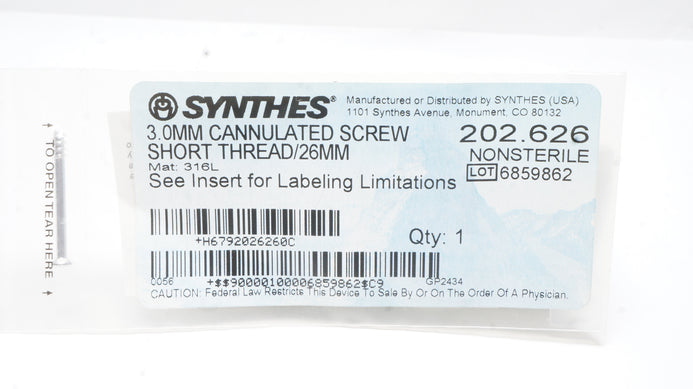 SYNTHES®
Manufactured or Distributed by SYNTHES (USA)
1101 Synthes Avenue, Monument, CO 80132
3.0MM CANNULATED SCREW
SHORT THREAD/26MM
Mat: 316L
See Insert for Labeling Limitations
202.626
NONSTERILE
LOT 6859862
+H6792026260C
Qty: 1
0056
+$$90000100006859862$C9
GP2434
CAUTION: Federal Law Restricts This Device To Sale By Or On The Order Of A Physician.
TO OPEN TEAR HERE